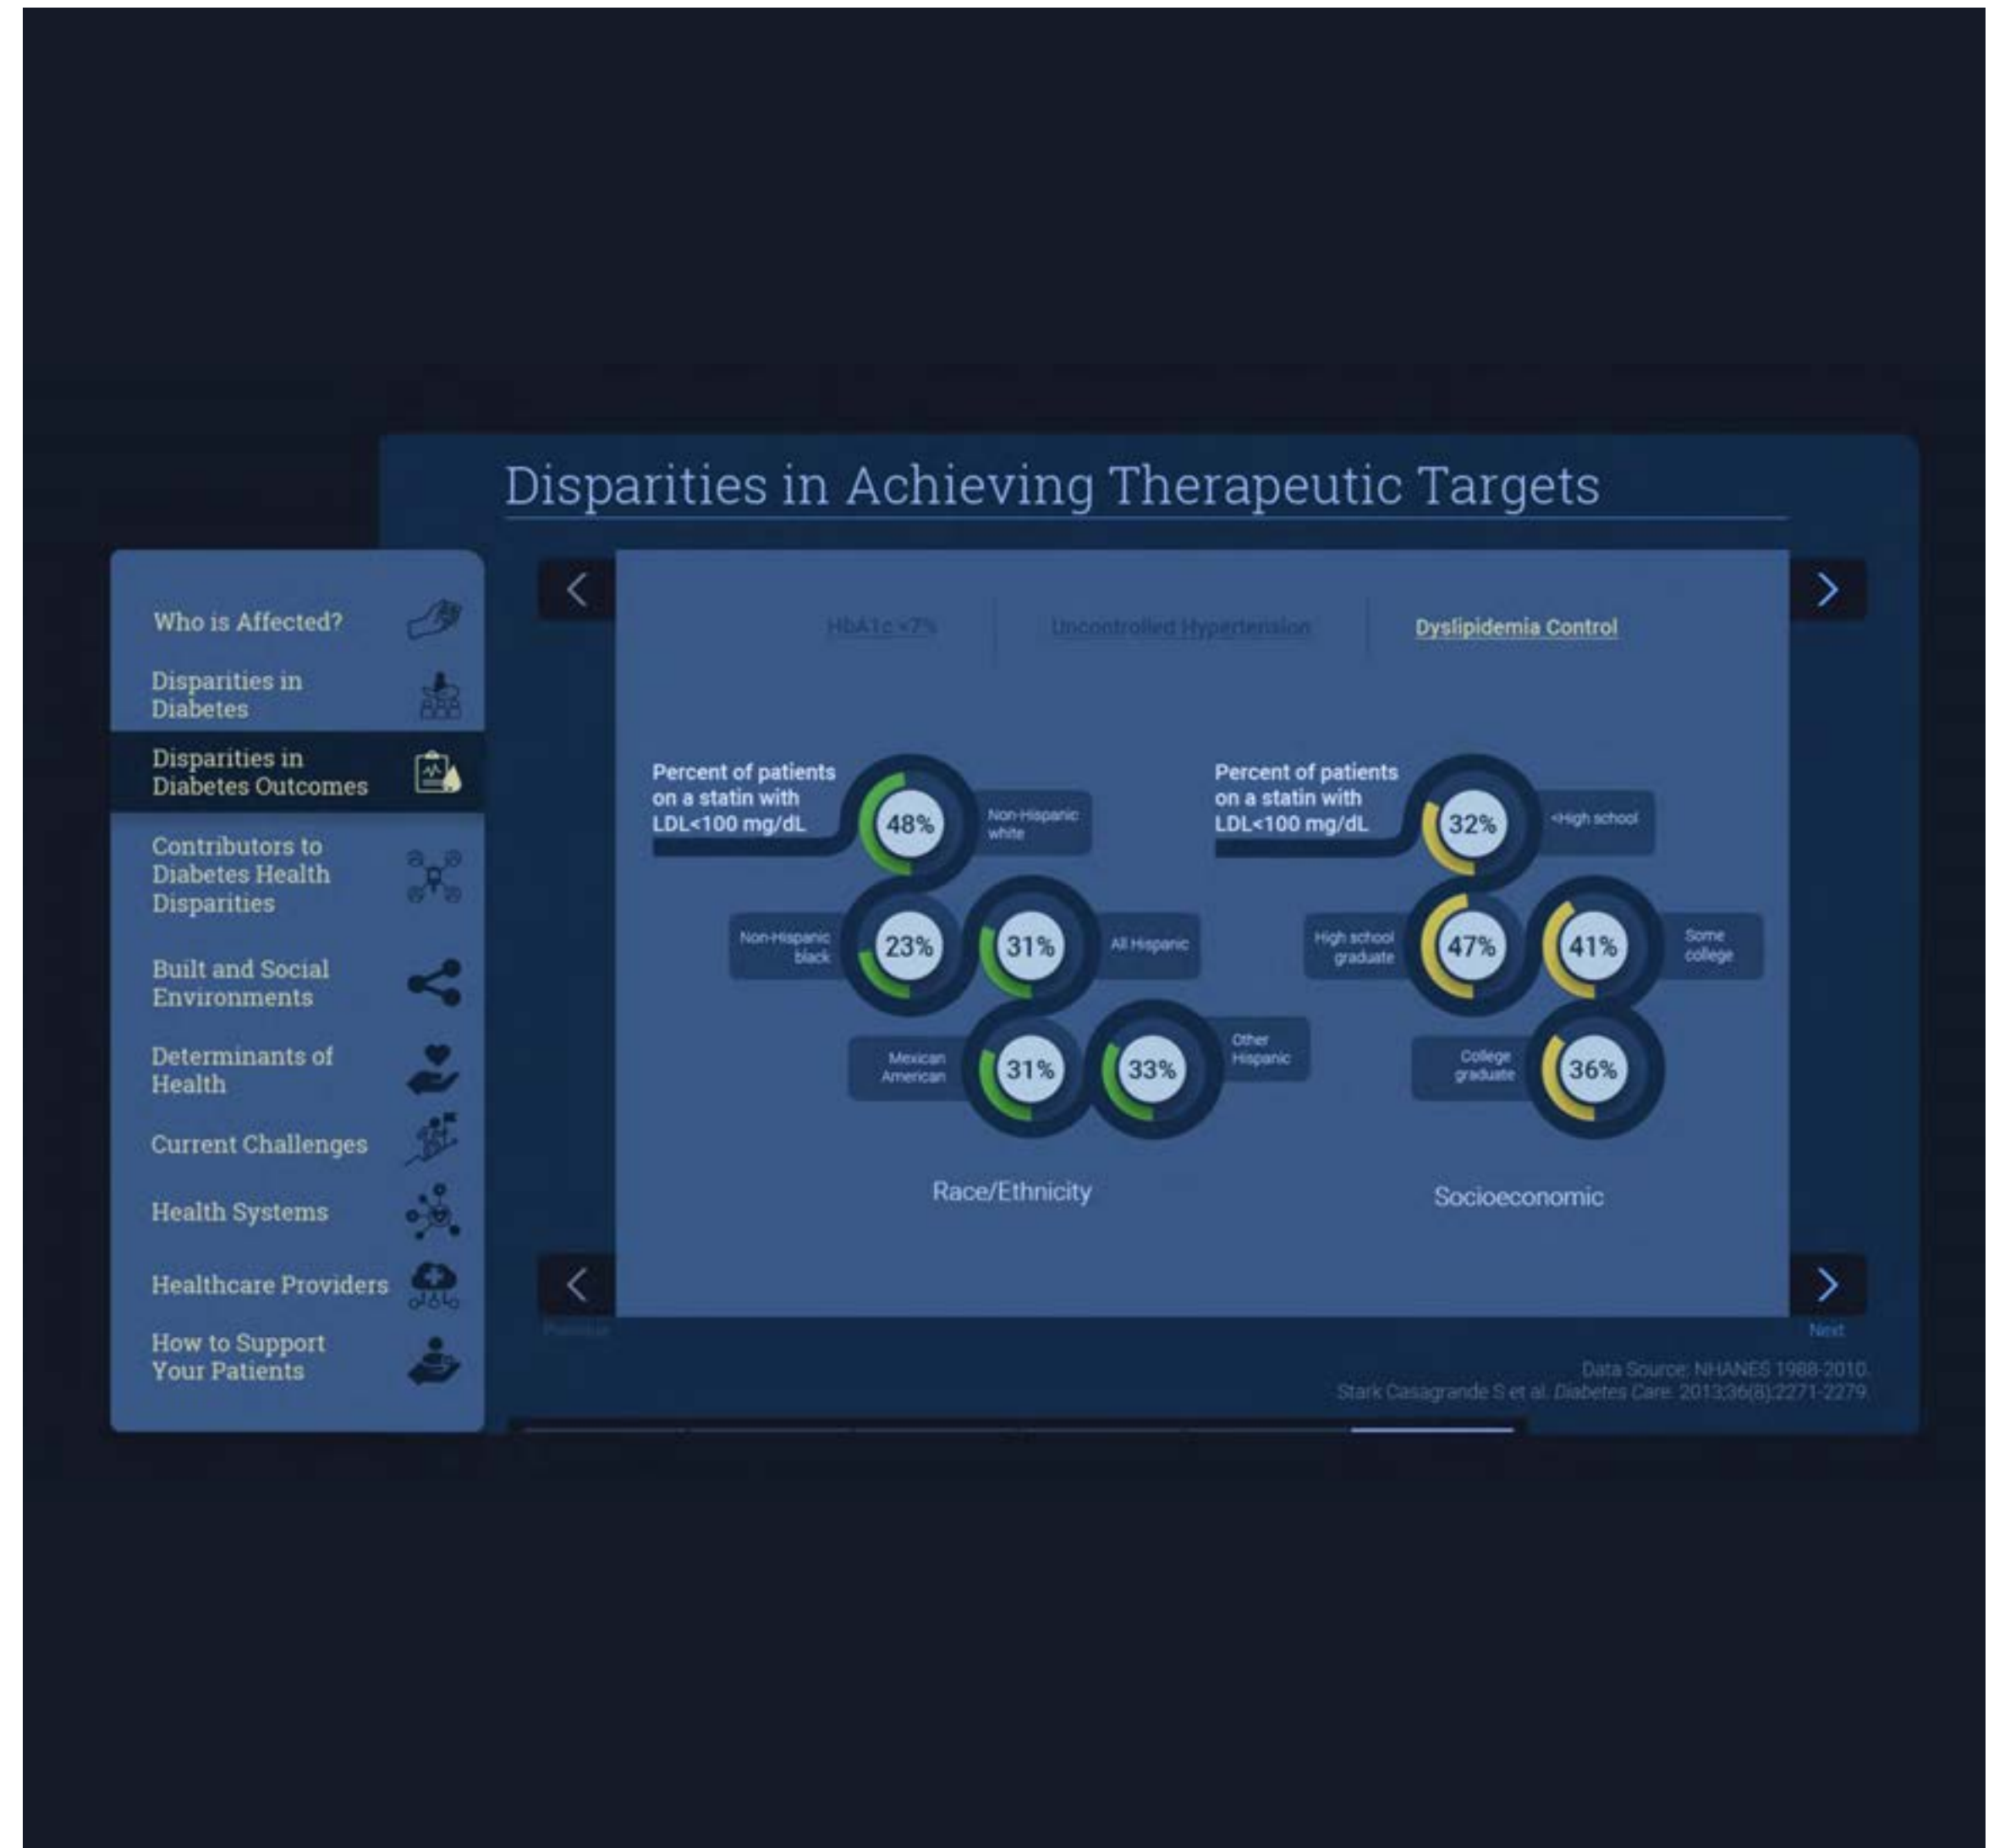 Disparities in Achieving Therapeutic Targets
Who is Affected?
Disparities in
Diabetes
Disparities in
Diabetes Outcomes
Contributors to
Diabetes Health
Disparities
Built and Social
Environments
Determinants of
Health
Current Challenges
Health Systems
Healthcare Providers
How to Support
Your Patients
HbA1c <7%
Uncontrolled Hypertension
Dyslipidemia Control
Percent of patients
on a statin with
LDL<100 mg/dL
48%
Non-Hispanic
white
Non-Hispanic
black
23%
31%
All Hispanic
Mexican
American
31%
33%
Other
Hispanic
Race/Ethnicity
Percent of patients
on a statin with
LDL<100 mg/dL
32%
<High school
High school
graduate
47%
41%
Some
college
College
graduate
36%
Socioeconomic
Previous
Next
Data Source: NHANES 1988-2010.
Stark Casagrande S et al. Diabetes Care. 2013;36(8):2271-2279.